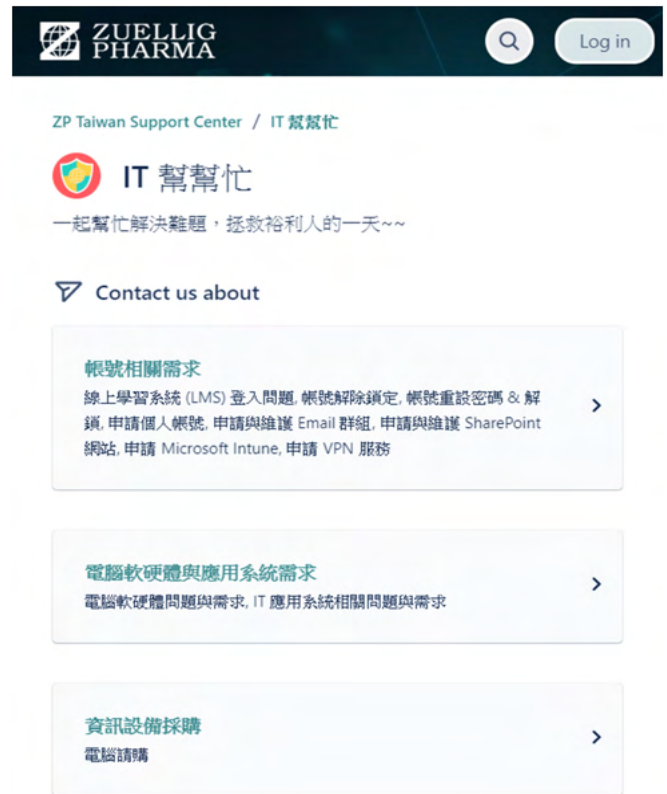 ZUELLIG
PHARMA
Log in
ZP Taiwan Support Center / IT 幫幫忙
IT 幫幫忙
一起幫忙解決難題，拯救裕利人的一天~~
Contact us about
帳號相關需求
線上學習系統 (LMS) 登入問題, 帳號解除鎖定, 帳號重設密碼 & 解
鎖, 申請個人帳號, 申請與維護 Email 群組, 申請與維護 SharePoint
網站, 申請 Microsoft Intune, 申請 VPN 服務
電腦軟硬體與應用系統需求
電腦軟硬體問題與需求, IT 應用系統相關問題與需求
資訊設備採購
電腦請購